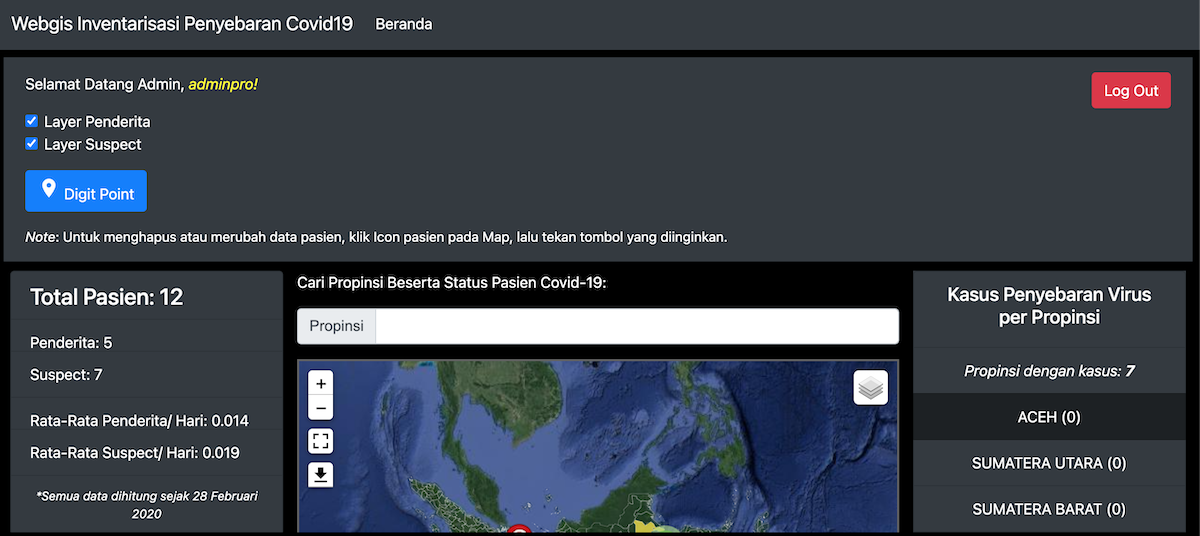 Webgis Inventarisasi Penyebaran Covid19 Beranda
Selamat Datang Admin, adminpro!
Log Out
Layer Penderita
Layer Suspect
Digit Point
Note: Untuk menghapus atau merubah data pasien, klik Icon pasien pada Map, lalu tekan tombol yang diinginkan.
Total Pasien: 12
Penderita: 5
Suspect: 7
Rata-Rata Penderita/ Hari: 0.014
Rata-Rata Suspect/ Hari: 0.019
*Semua data dihitung sejak 28 Februari
2020
Cari Propinsi Beserta Status Pasien Covid-19:
Propinsi
+
−
Kasus Penyebaran Virus
per Propinsi
Propinsi dengan kasus: 7
ACEH (0)
SUMATERA UTARA (0)
SUMATERA BARAT (0)